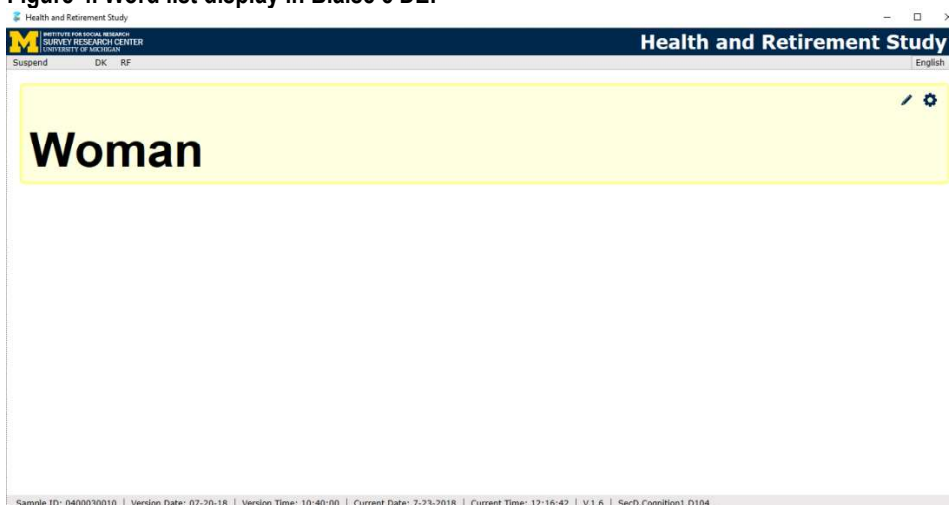 Figure 4. Word list display in Blaise 5 DEP
Health and Retirement Study
M INSTITUTE FOR SOCIAL RESEARCH
SURVEY RESEARCH CENTER
UNIVERSITY OF MICHIGAN
Health and Retirement Study
Suspend DK RF English
Woman
Sample ID: 0400030010 | Version Date: 07-20-18 | Version Time: 10:40:00 | Current Date: 7-23-2018 | Current Time: 12:16:42 | V.1.6 | SecD.Cognition1.D104